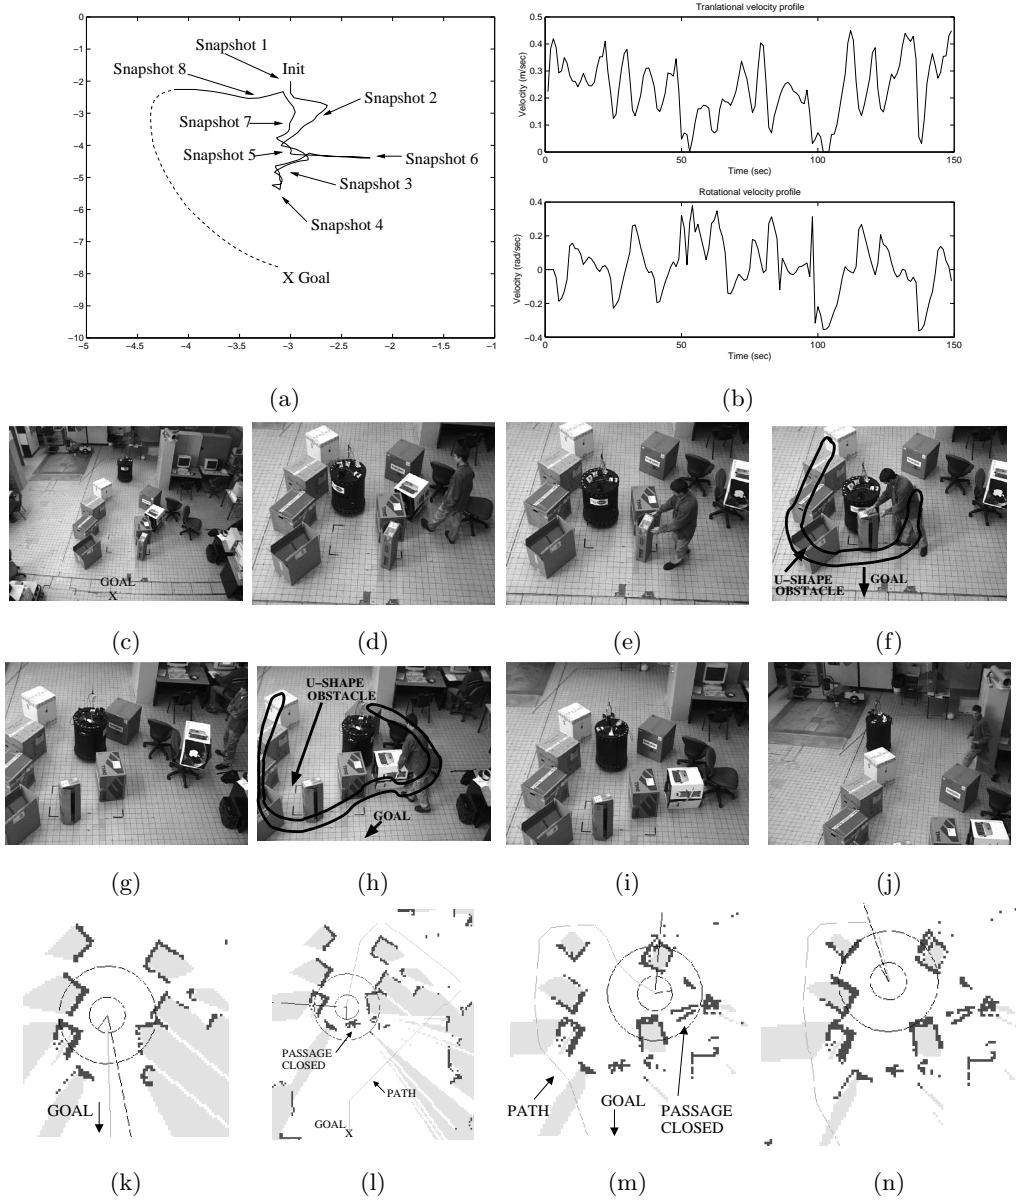 0
−1
−2
−3
−4
−5
−6
−7
−8
−9
−10
−5
−4.5
−4
−3.5
−3
−2.5
−2
−1.5
−1
Snapshot 1
Init
Snapshot 8
Snapshot 2
Snapshot 7
Snapshot 5
Snapshot 6
Snapshot 3
Snapshot 4
X Goal
(a)
Tranlational velocity profile
Velocity (m/sec)
0.5
0.4
0.3
0.2
0.1
0
0
50
100
150
Time (sec)
Rotational velocity profile
Velocity (rad/sec)
0.4
0.2
0
−0.2
−0.4
0
50
100
150
Time (sec)
(b)
GOAL
X
U−SHAPE
OBSTACLE
GOAL
(c)
(d)
(e)
(f)
U−SHAPE
OBSTACLE
GOAL
(g)
(h)
(i)
(j)
GOAL
PASSAGE
CLOSED
PATH
GOAL
X
PATH
GOAL
PASSAGE
CLOSED
(k)
(l)
(m)
(n)